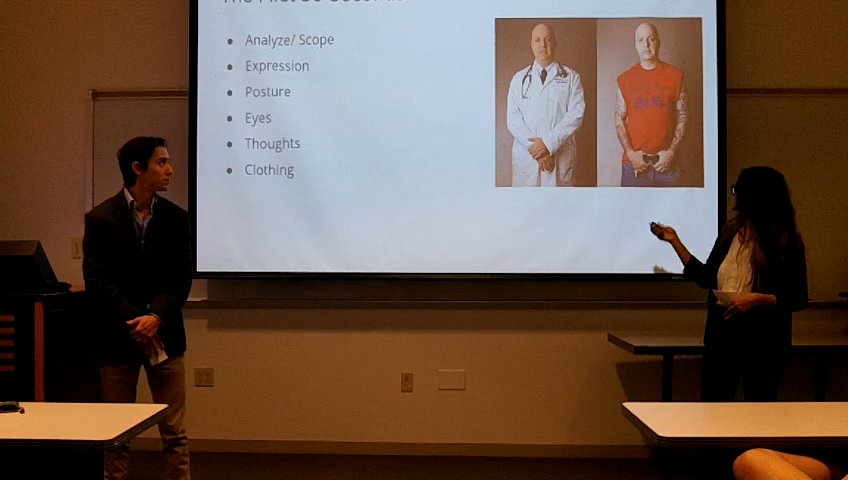 Analyze/ Scope
Expression
Posture
Eyes
Thoughts
Clothing